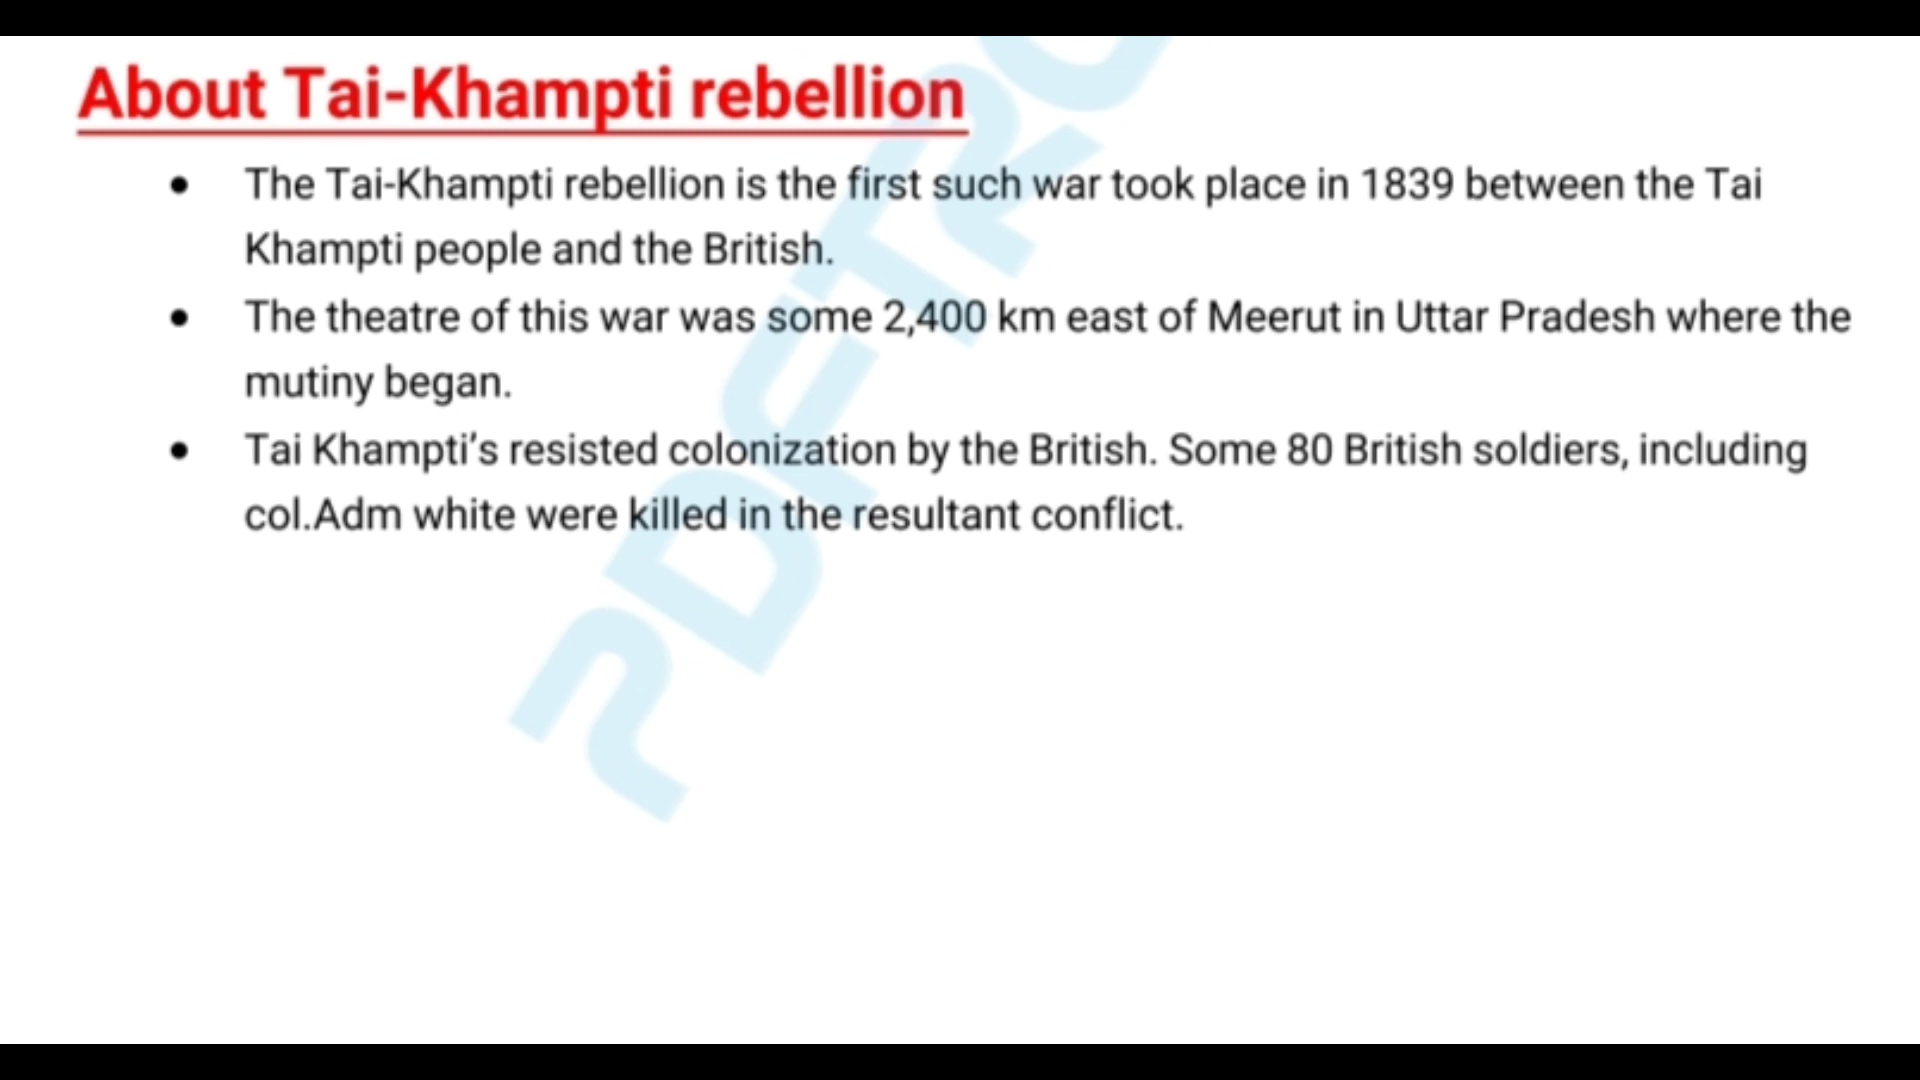 About Tai-Khampti rebellion
• The Tai-Khampti rebellion is the first such war took place in 1839 between the Tai
Khampti people and the British.
• The theatre of this war was some 2,400 km east of Meerut in Uttar Pradesh where the
mutiny began.
• Tai Khampti’s resisted colonization by the British. Some 80 British soldiers, including
col.Adm white were killed in the resultant conflict.